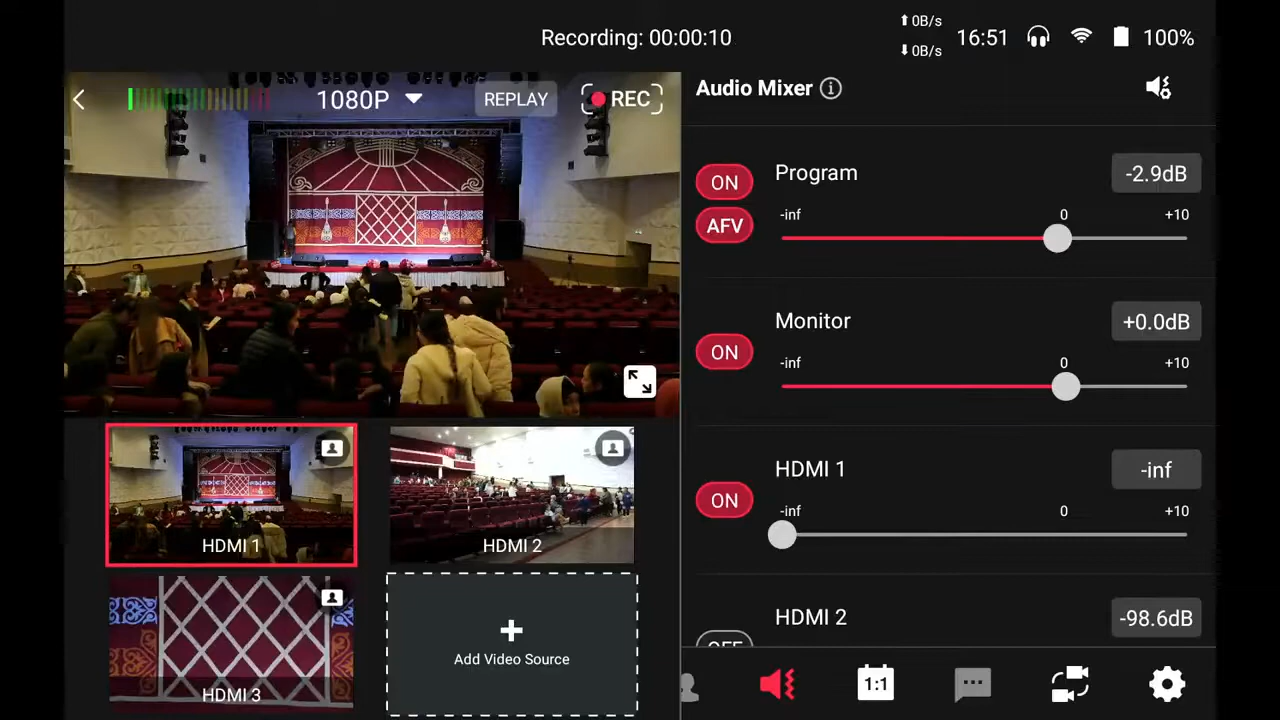 Recording: 00:00:10
⬆ 0B/s
⬇ 0B/s
16:51
100%
1080P
REPLAY
REC
Audio Mixer
ON
AFV
Program
-2.9dB
-inf 0 +10
ON
Monitor
+0.0dB
-inf 0 +10
ON
HDMI 1
-inf
-inf 0 +10
OFF
HDMI 2
-98.6dB
HDMI 1
HDMI 2
HDMI 3
Add Video Source
1:1